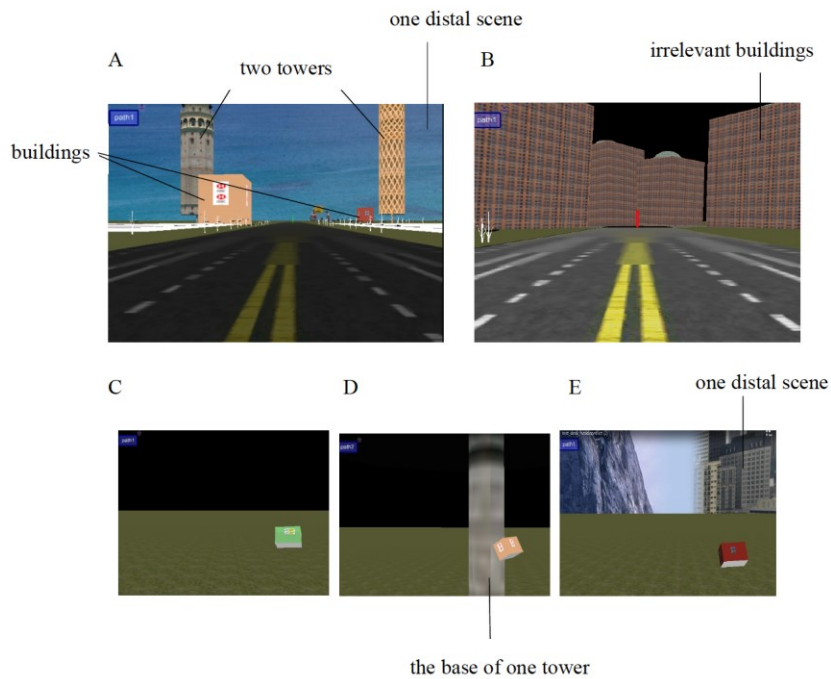 one distal scene
A
two towers
B
irrelevant buildings
path1
path1
buildings
C
D
E
one distal scene
path1
path1
the base of one tower